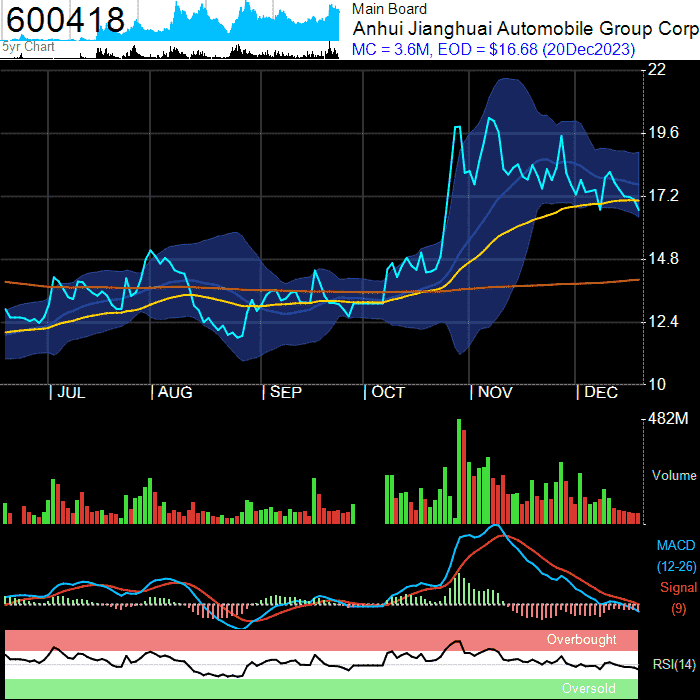 600418
5yr Chart
Main Board
Anhui Jianghuai Automobile Group Corp
MC = 3.6M, EOD = $16.68 (20Dec2023)
22
19.6
17.2
14.8
12.4
10
| JUL | AUG | SEP | OCT | NOV | DEC
482M
Volume
MACD
(12-26)
Signal
(9)
Overbought
RSI(14)
Oversold